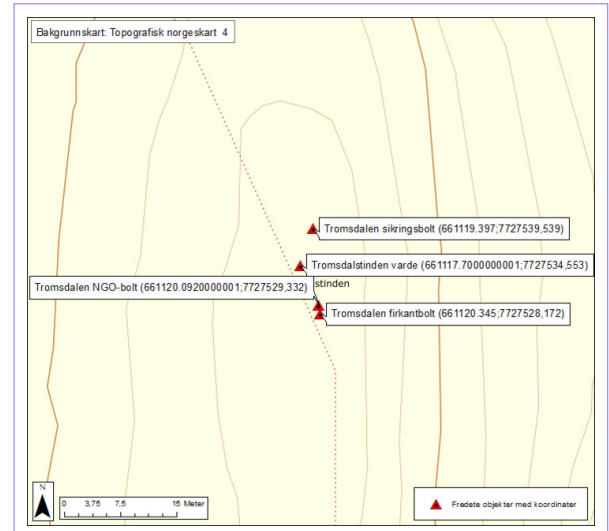 Bakgrunnskart: Topografisk norgeskart 4
Tromsdalen sikringsbolt (661119.397;7727539,539)
Tromsdalstinden varde (661117.7000000001;7727534,553)
Tromsdalen NGO-bolt (661120.0920000001;7727529,332)
stinden
Tromsdalen firkantbolt (661120.345;7727528,172)
N
0 3,75 7,5 15 Meter
Fredete objekter med koordinater